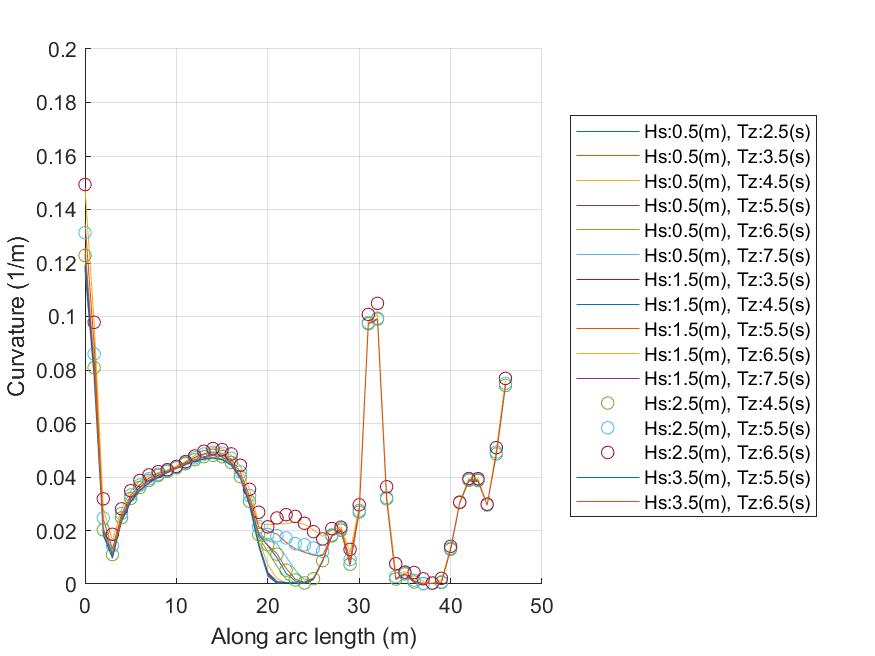 0.2
0.18
0.16
0.14
0.12
0.1
0.08
0.06
0.04
0.02
0
0 10 20 30 40 50
Curvature (1/m)
Along arc length (m)
Hs:0.5(m), Tz:2.5(s)
Hs:0.5(m), Tz:3.5(s)
Hs:0.5(m), Tz:4.5(s)
Hs:0.5(m), Tz:5.5(s)
Hs:0.5(m), Tz:6.5(s)
Hs:0.5(m), Tz:7.5(s)
Hs:1.5(m), Tz:3.5(s)
Hs:1.5(m), Tz:4.5(s)
Hs:1.5(m), Tz:5.5(s)
Hs:1.5(m), Tz:6.5(s)
Hs:1.5(m), Tz:7.5(s)
Hs:2.5(m), Tz:4.5(s)
Hs:2.5(m), Tz:5.5(s)
Hs:2.5(m), Tz:6.5(s)
Hs:3.5(m), Tz:5.5(s)
Hs:3.5(m), Tz:6.5(s)